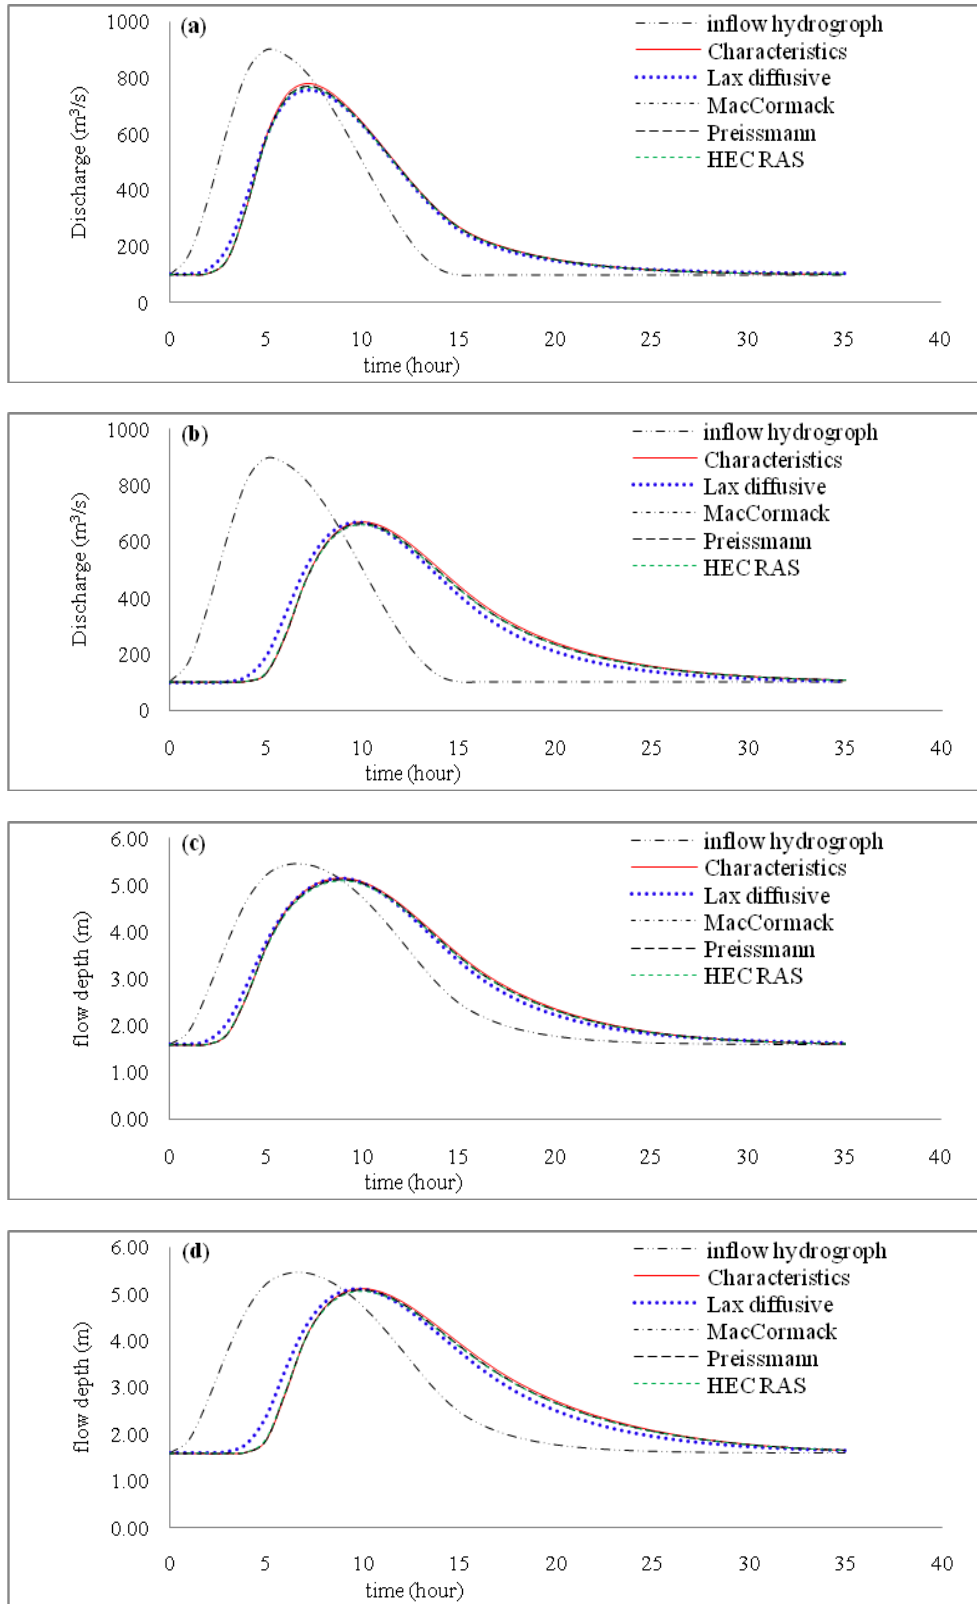 (a)
1000
800
600
400
200
0
Discharge (m³/s)
0 5 10 15 20 25 30 35 40
time (hour)
inflow hydrogroph
Characteristics
Lax diffusive
MacCormack
Preissmann
HEC RAS
(b)
1000
800
600
400
200
0
Discharge (m³/s)
0 5 10 15 20 25 30 35 40
time (hour)
inflow hydrogroph
Characteristics
Lax diffusive
MacCormack
Preissmann
HEC RAS
(c)
6.00
5.00
4.00
3.00
2.00
1.00
0.00
flow depth (m)
0 5 10 15 20 25 30 35 40
time (hour)
inflow hydrogroph
Characteristics
Lax diffusive
MacCormack
Preissmann
HEC RAS
(d)
6.00
5.00
4.00
3.00
2.00
1.00
0.00
flow depth (m)
0 5 10 15 20 25 30 35 40
time (hour)
inflow hydrogroph
Characteristics
Lax diffusive
MacCormack
Preissmann
HEC RAS